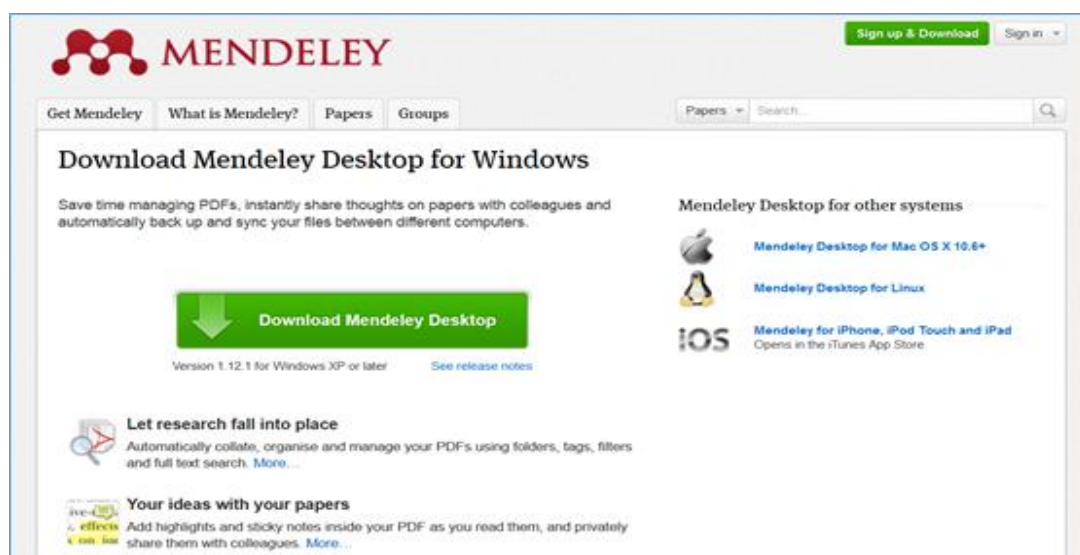 MENDELEY
Sign up & Download
Sign in
Get Mendeley
What is Mendeley?
Papers
Groups
Papers
Search...
Download Mendeley Desktop for Windows
Save time managing PDFs, instantly share thoughts on papers with colleagues and
automatically back up and sync your files between different computers.
Download Mendeley Desktop
Version 1.12.1 for Windows XP or later
See release notes
Mendeley Desktop for other systems
Mendeley Desktop for Mac OS X 10.6+
Mendeley Desktop for Linux
iOS
Mendeley for iPhone, iPod Touch and iPad
Opens in the iTunes App Store
Let research fall into place
Automatically collate, organise and manage your PDFs using folders, tags, filters
and full text search. More...
Your ideas with your papers
Add highlights and sticky notes inside your PDF as you read them, and privately
share them with colleagues. More...
effects